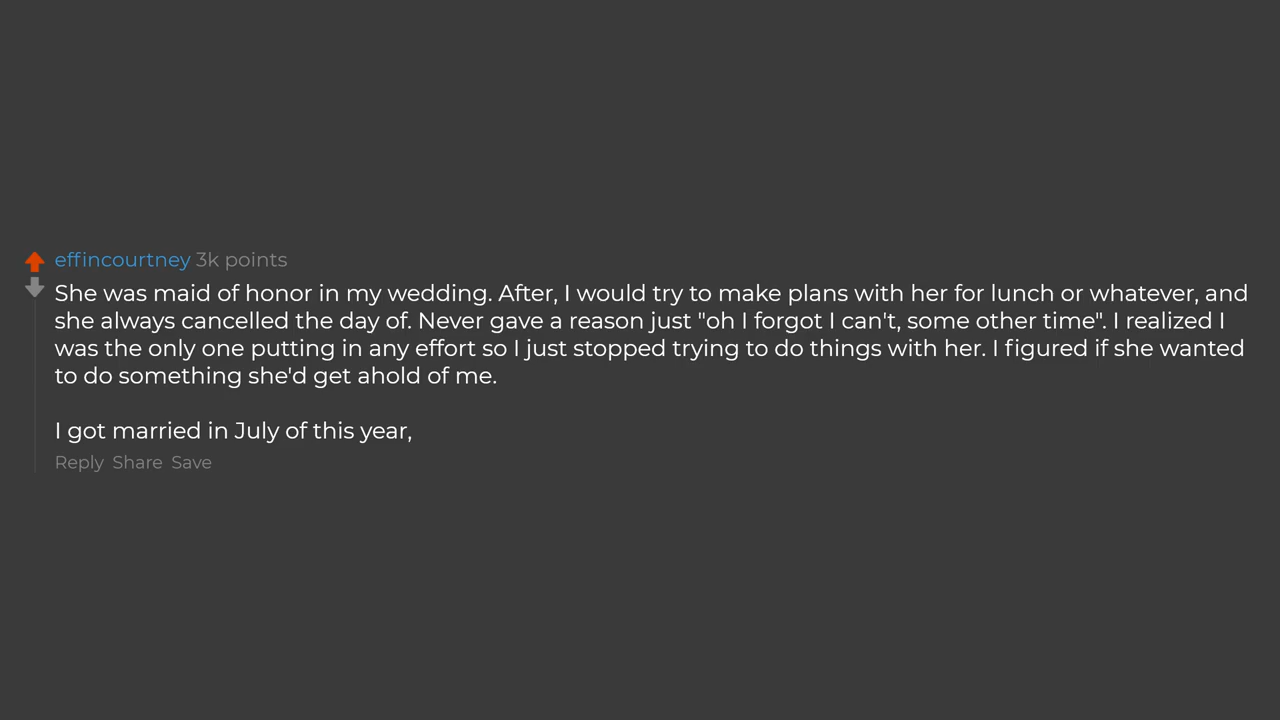 effincourtney 3k points
She was maid of honor in my wedding. After, I would try to make plans with her for lunch or whatever, and
she always cancelled the day of. Never gave a reason just "oh I forgot I can't, some other time". I realized I
was the only one putting in any effort so I just stopped trying to do things with her. I figured if she wanted
to do something she'd get ahold of me.
I got married in July of this year,
Reply Share Save